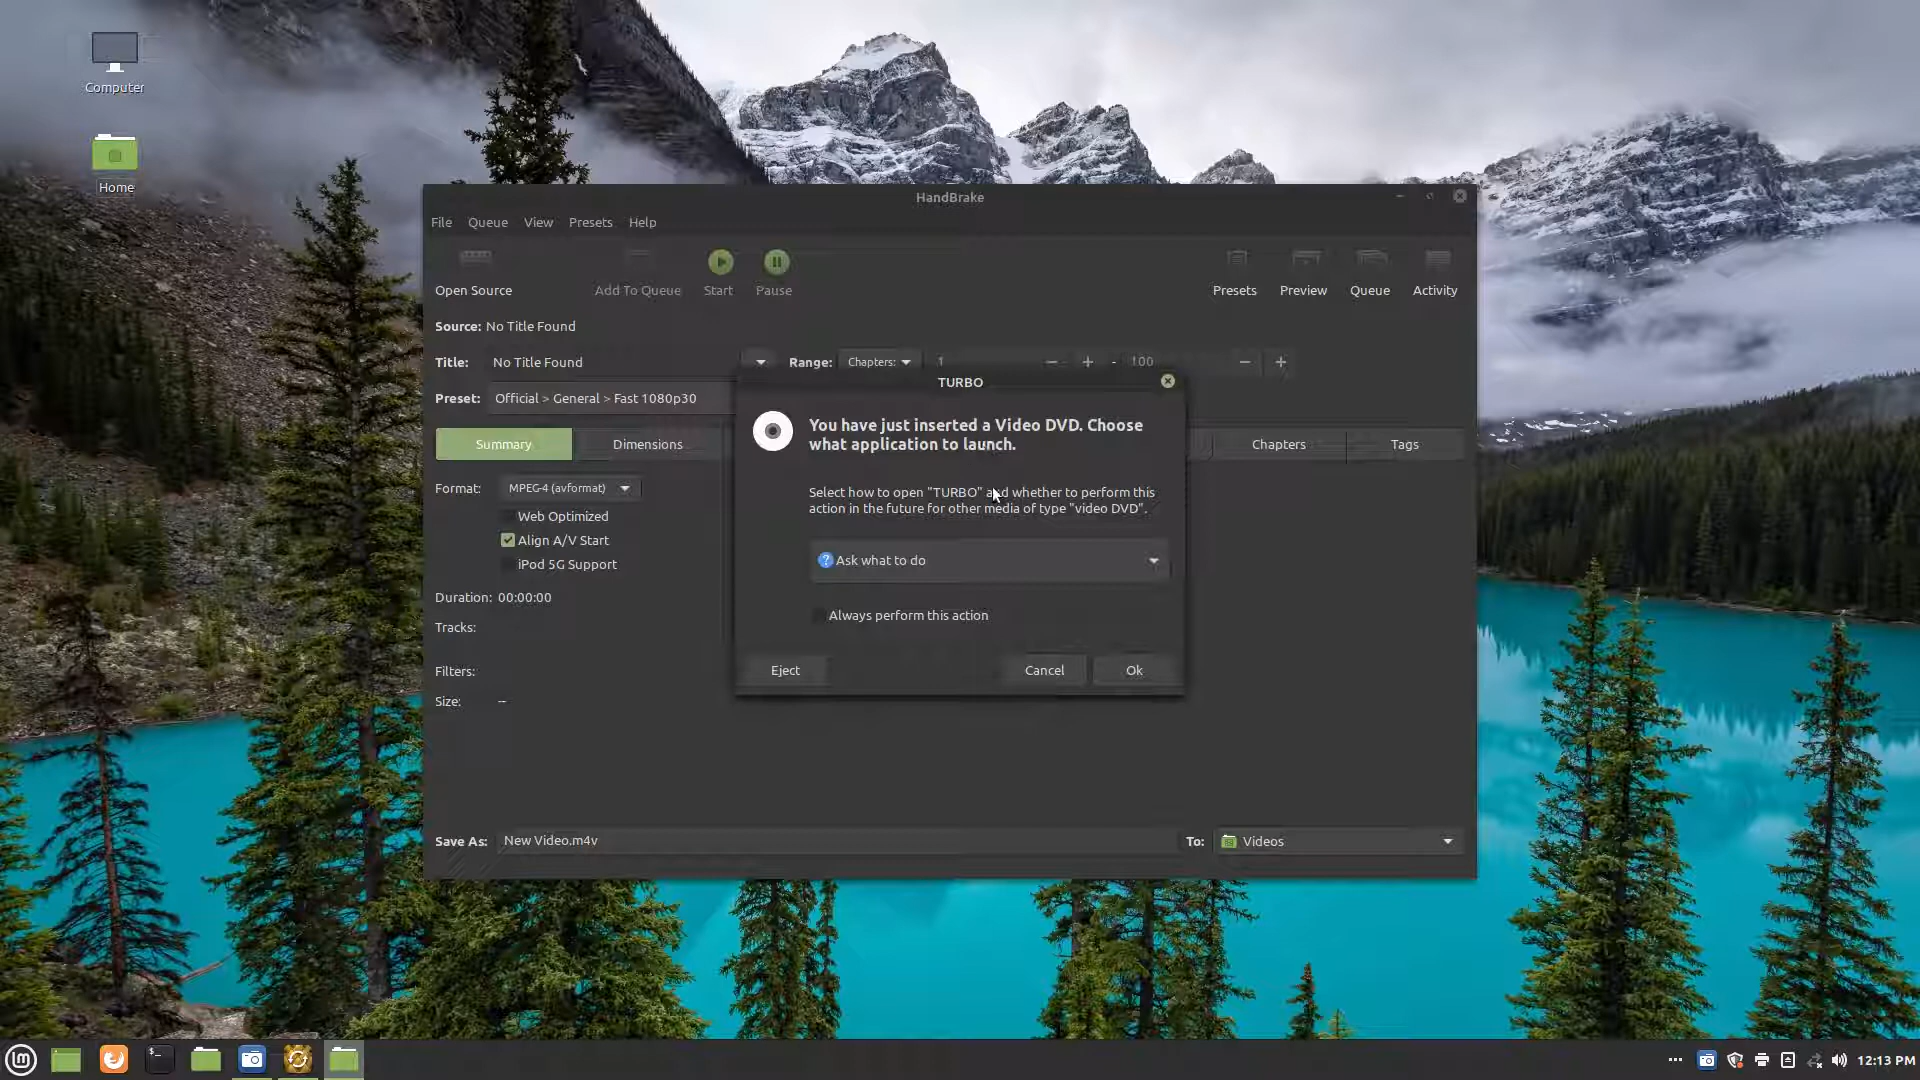 Computer
Home
HandBrake
File Queue View Presets Help
Open Source Add To Queue Start Pause Presets Preview Queue Activity
Source: No Title Found
Title: No Title Found Range: Chapters: 1 - 100
Preset: Official > General > Fast 1080p30
Summary Dimensions Chapters Tags
Format: MPEG-4 (avformat)
Web Optimized
Align A/V Start
iPod 5G Support
Duration: 00:00:00
Tracks:
Filters:
Size: --
TURBO
You have just inserted a Video DVD. Choose
what application to launch.
Select how to open "TURBO" and whether to perform this
action in the future for other media of type "video DVD".
Ask what to do
Always perform this action
Eject Cancel Ok
Save As: New Video.m4v To: Videos
12:13 PM